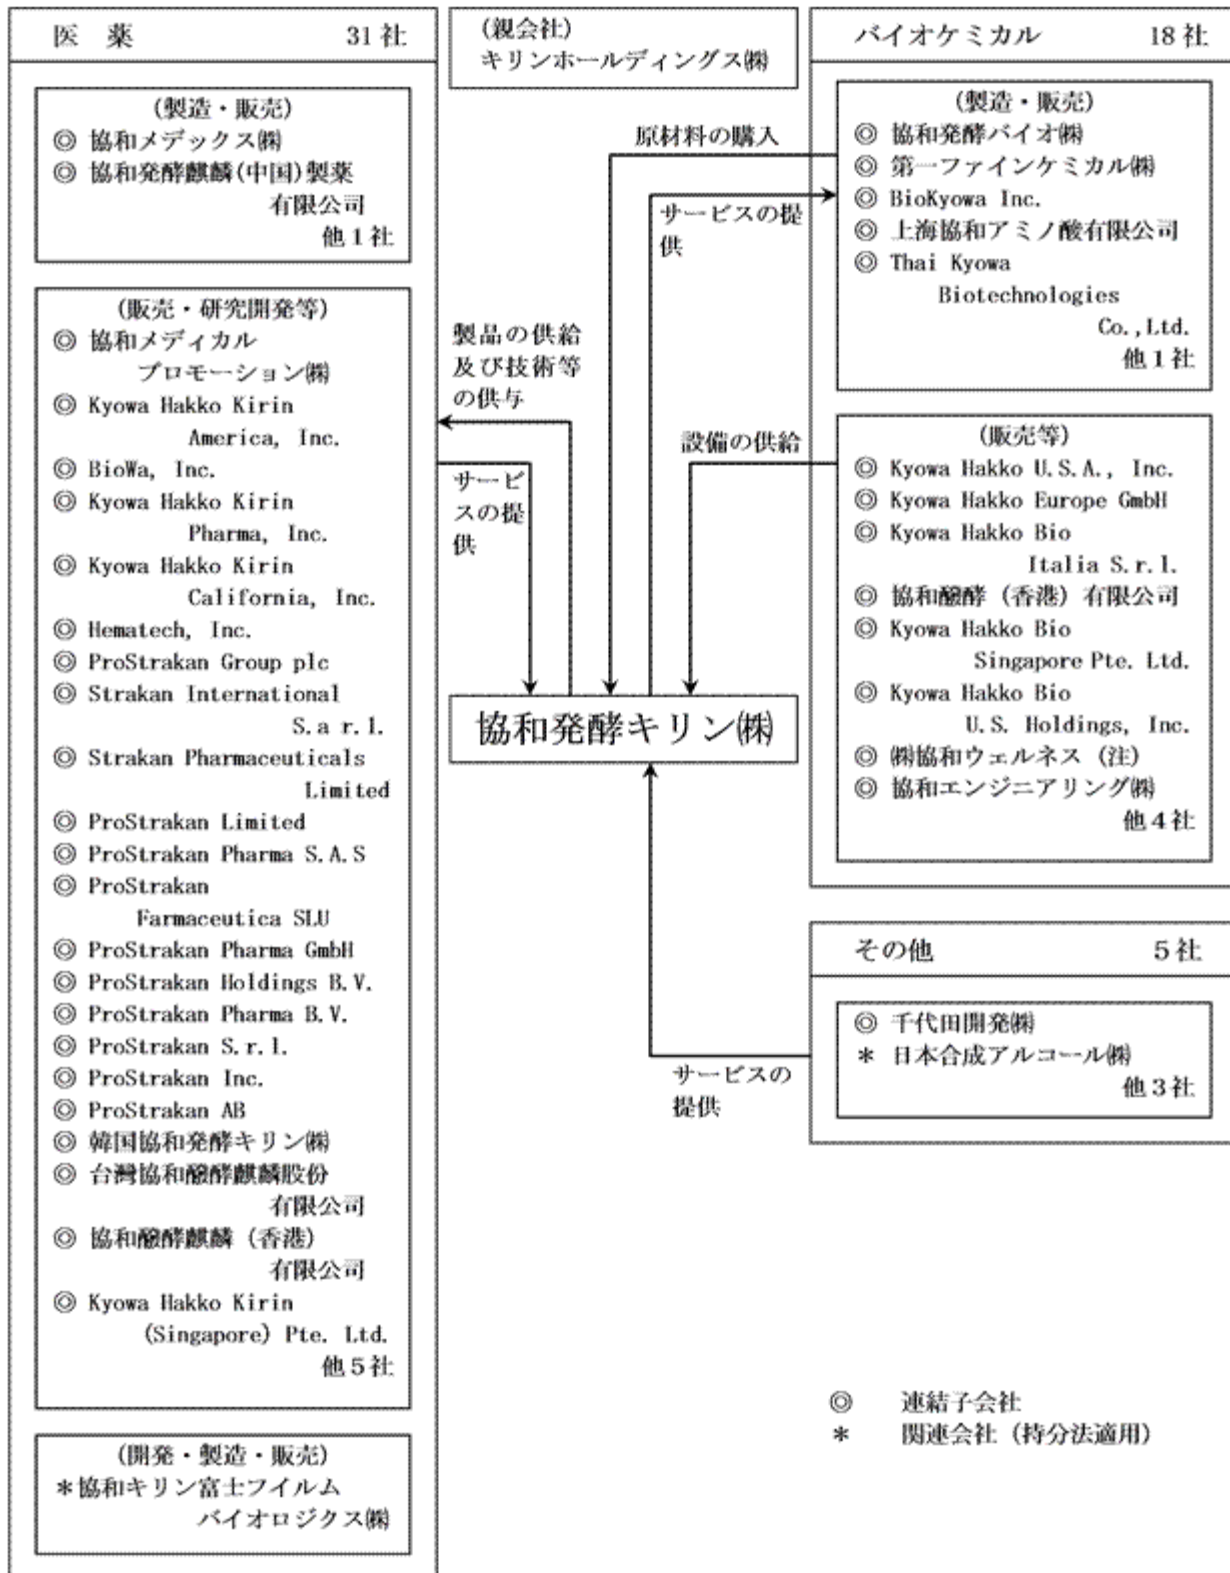 医 薬 31社
(製造・販売)
◎ 協和メデックス㈱
◎ 協和発酵麒麟(中国)製薬
有限公司
他1社
(販売・研究開発等)
◎ 協和メディカル
プロモーション㈱
◎ Kyowa Hakko Kirin
America, Inc.
◎ BioWa, Inc.
◎ Kyowa Hakko Kirin
Pharma, Inc.
◎ Kyowa Hakko Kirin
California, Inc.
◎ Hematech, Inc.
◎ ProStrakan Group plc
◎ Strakan International
S.a r.l.
◎ Strakan Pharmaceuticals
Limited
◎ ProStrakan Limited
◎ ProStrakan Pharma S.A.S
◎ ProStrakan
Farmaceutica SLU
◎ ProStrakan Pharma GmbH
◎ ProStrakan Holdings B.V.
◎ ProStrakan Pharma B.V.
◎ ProStrakan S.r.l.
◎ ProStrakan Inc.
◎ ProStrakan AB
◎ 韓国協和発酵キリン㈱
◎ 台灣協和醱酵麒麟股份
有限公司
◎ 協和醱酵麒麟（香港）
有限公司
◎ Kyowa Hakko Kirin
(Singapore) Pte. Ltd.
他5社
(開発・製造・販売)
＊協和キリン富士フイルム
バイオロジクス㈱
(親会社)
キリンホールディングス㈱
原材料の購入
サービスの提
供
製品の供給
及び技術等
の供与
サービ
スの提
供
設備の供給
協和発酵キリン㈱
サービスの
提供
バイオケミカル 18社
(製造・販売)
◎ 協和発酵バイオ㈱
◎ 第一ファインケミカル㈱
◎ BioKyowa Inc.
◎ 上海協和アミノ酸有限公司
◎ Thai Kyowa
Biotechnologies
Co.,Ltd.
他1社
(販売等)
◎ Kyowa Hakko U.S.A., Inc.
◎ Kyowa Hakko Europe GmbH
◎ Kyowa Hakko Bio
Italia S.r.l.
◎ 協和醱酵（香港）有限公司
◎ Kyowa Hakko Bio
Singapore Pte. Ltd.
◎ Kyowa Hakko Bio
U.S. Holdings, Inc.
◎ ㈱協和ウェルネス（注）
◎ 協和エンジニアリング㈱
他4社
その他 5社
◎ 千代田開発㈱
＊ 日本合成アルコール㈱
他3社
◎ 連結子会社
＊ 関連会社（持分法適用）